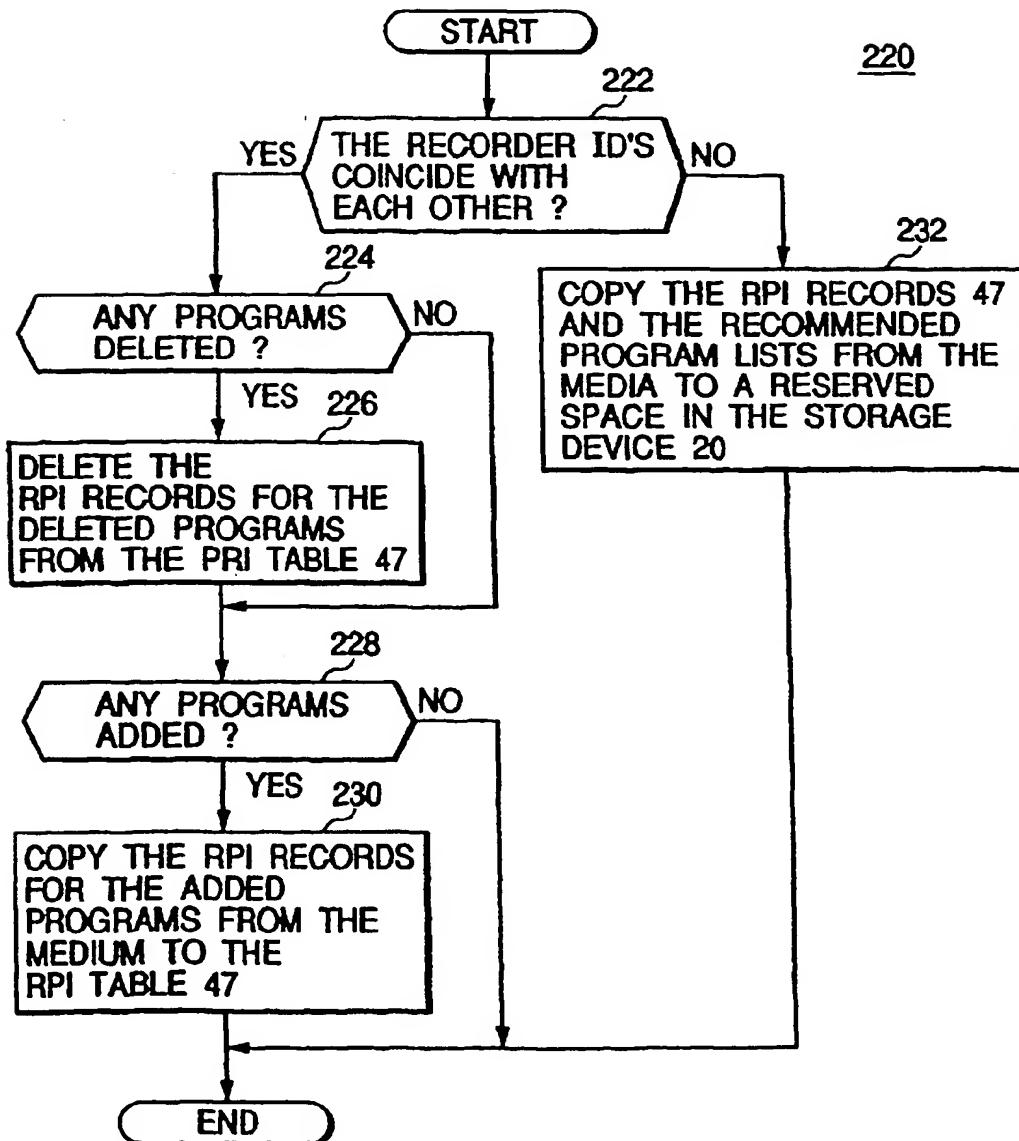 START
220
222
THE RECORDER ID'S
COINCIDE WITH
EACH OTHER ?
YES
NO
224
ANY PROGRAMS
DELETED ?
NO
YES
226
DELETE THE
RPI RECORDS FOR THE
DELETED PROGRAMS
FROM THE PRI TABLE 47
232
COPY THE RPI RECORDS 47
AND THE RECOMMENDED
PROGRAM LISTS FROM THE
MEDIA TO A RESERVED
SPACE IN THE STORAGE
DEVICE 20
228
ANY PROGRAMS
ADDED ?
NO
YES
230
COPY THE RPI RECORDS
FOR THE ADDED
PROGRAMS FROM THE
MEDIUM TO THE
RPI TABLE 47
END